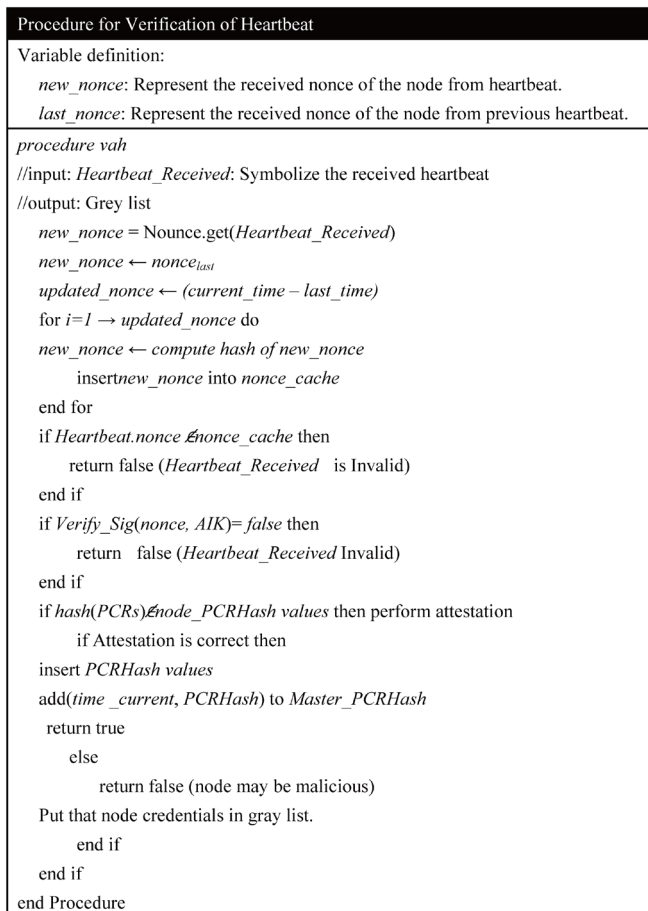 Procedure for Verification of Heartbeat
Variable definition:
new_nonce: Represent the received nonce of the node from heartbeat.
last_nonce: Represent the received nonce of the node from previous heartbeat.
procedure vah
//input: Heartbeat_Received: Symbolize the received heartbeat
//output: Grey list
new_nonce = Nounce.get(Heartbeat_Received)
new_nonce ← nonce_last
updated_nonce ← (current_time – last_time)
for i=1 → updated_nonce do
new_nonce ← compute hash of new_nonce
insertnew_nonce into nonce_cache
end for
if Heartbeat.nonce ∉nonce_cache then
return false (Heartbeat_Received is Invalid)
end if
if Verify_Sig(nonce, AIK)= false then
return false (Heartbeat_Received Invalid)
end if
if hash(PCRs)∉node_PCRHash values then perform attestation
if Attestation is correct then
insert PCRHash values
add(time _current, PCRHash) to Master_PCRHash
return true
else
return false (node may be malicious)
Put that node credentials in gray list.
end if
end if
end Procedure